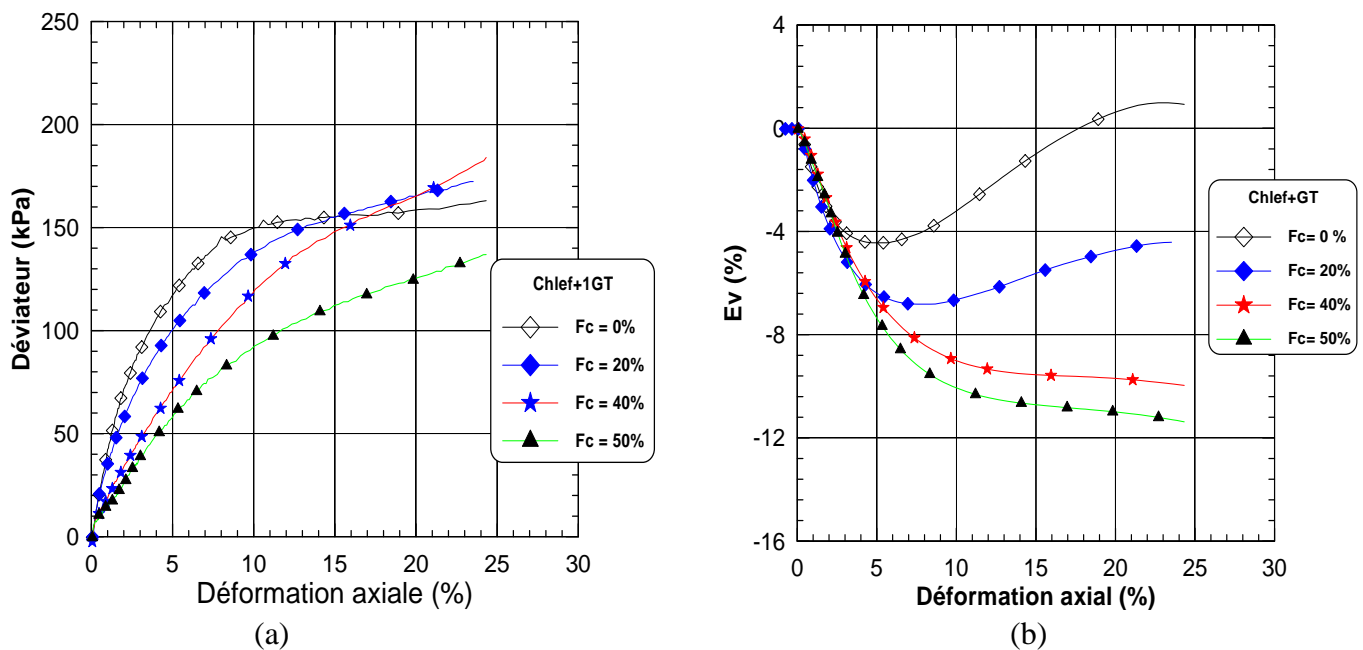 250
200
150
100
50
0
0 5 10 15 20 25 30
Déviateur (kPa)
Déformation axiale (%)
Chlef+1GT
Fc = 0%
Fc = 20%
Fc = 40%
Fc = 50%
(a)
4
0
-4
-8
-12
-16
0 5 10 15 20 25 30
Ev (%)
Déformation axial (%)
Chlef+GT
Fc= 0 %
Fc= 20%
Fc= 40%
Fc= 50%
(b)